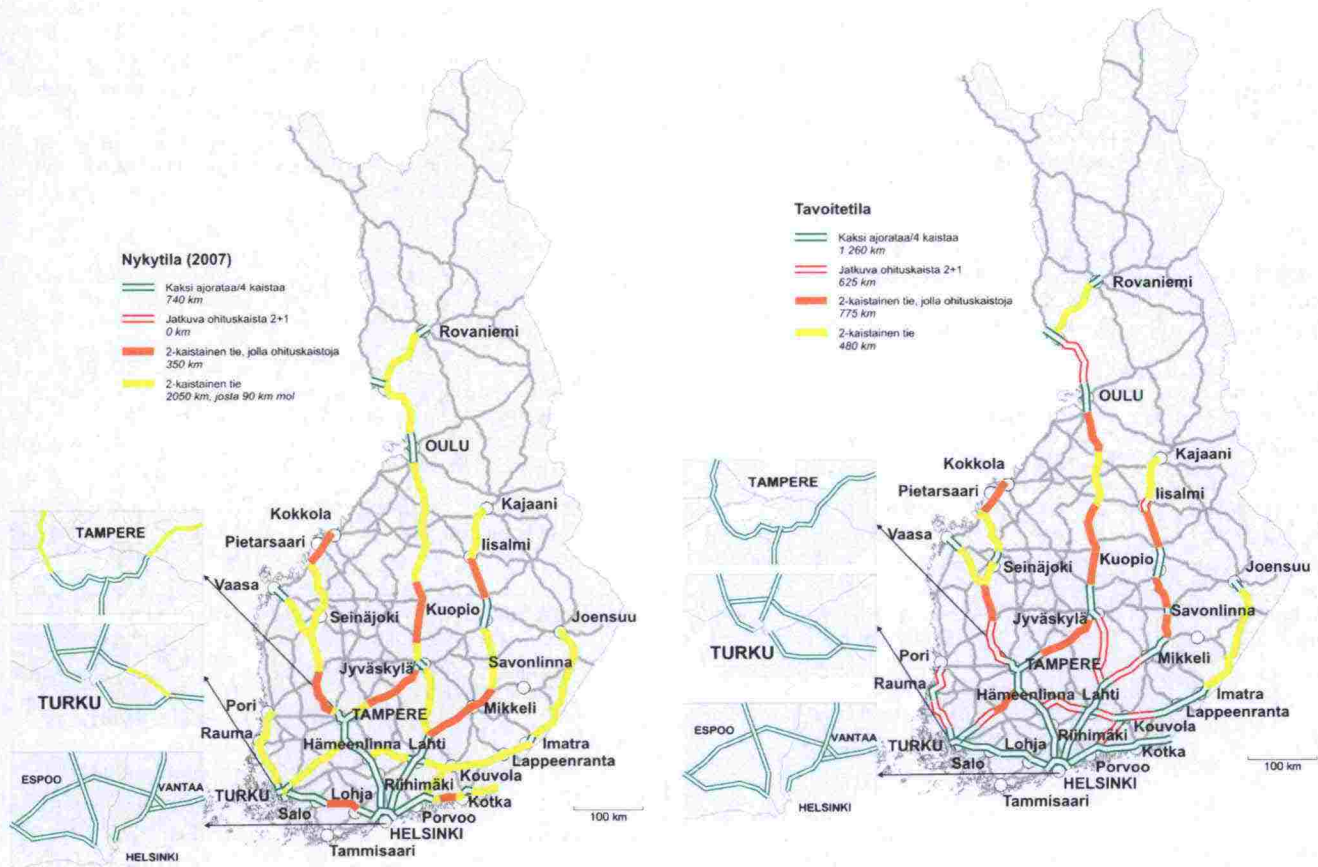 Nykytila (2007)
Kaksi ajorataa/4 kaistaa
740 km
Jatkuva ohituskaista 2+1
0 km
2-kaistainen tie, jolla ohituskaistoja
350 km
2-kaistainen tie
2050 km, josta 90 km mol
Rovaniemi
OULU
Kajaani
Kokkola
Pietarsaari
Iisalmi
Vaasa
Seinäjoki
Kuopio
Joensuu
Jyväskylä
Savonlinna
Pori
Mikkeli
TAMPERE
Rauma
Hämeenlinna
Lahti
Imatra
Lappeenranta
Kouvola
TURKU
Lohja
Riihimäki
Kotka
Salo
Porvoo
HELSINKI
Tammisaari
100 km
TAMPERE
TURKU
ESPOO
VANTAA
HELSINKI
Tavoitetila
Kaksi ajorataa/4 kaistaa
1 260 km
Jatkuva ohituskaista 2+1
625 km
2-kaistainen tie, jolla ohituskaistoja
775 km
2-kaistainen tie
480 km
Rovaniemi
OULU
Kajaani
Kokkola
Pietarsaari
Iisalmi
Vaasa
Seinäjoki
Kuopio
Joensuu
Jyväskylä
Savonlinna
Pori
Mikkeli
TAMPERE
Rauma
Hämeenlinna
Lahti
Imatra
Lappeenranta
Kouvola
Riihimäki
TURKU
Lohja
Kotka
Salo
Porvoo
HELSINKI
Tammisaari
100 km
TAMPERE
TURKU
ESPOO
VANTAA
HELSINKI